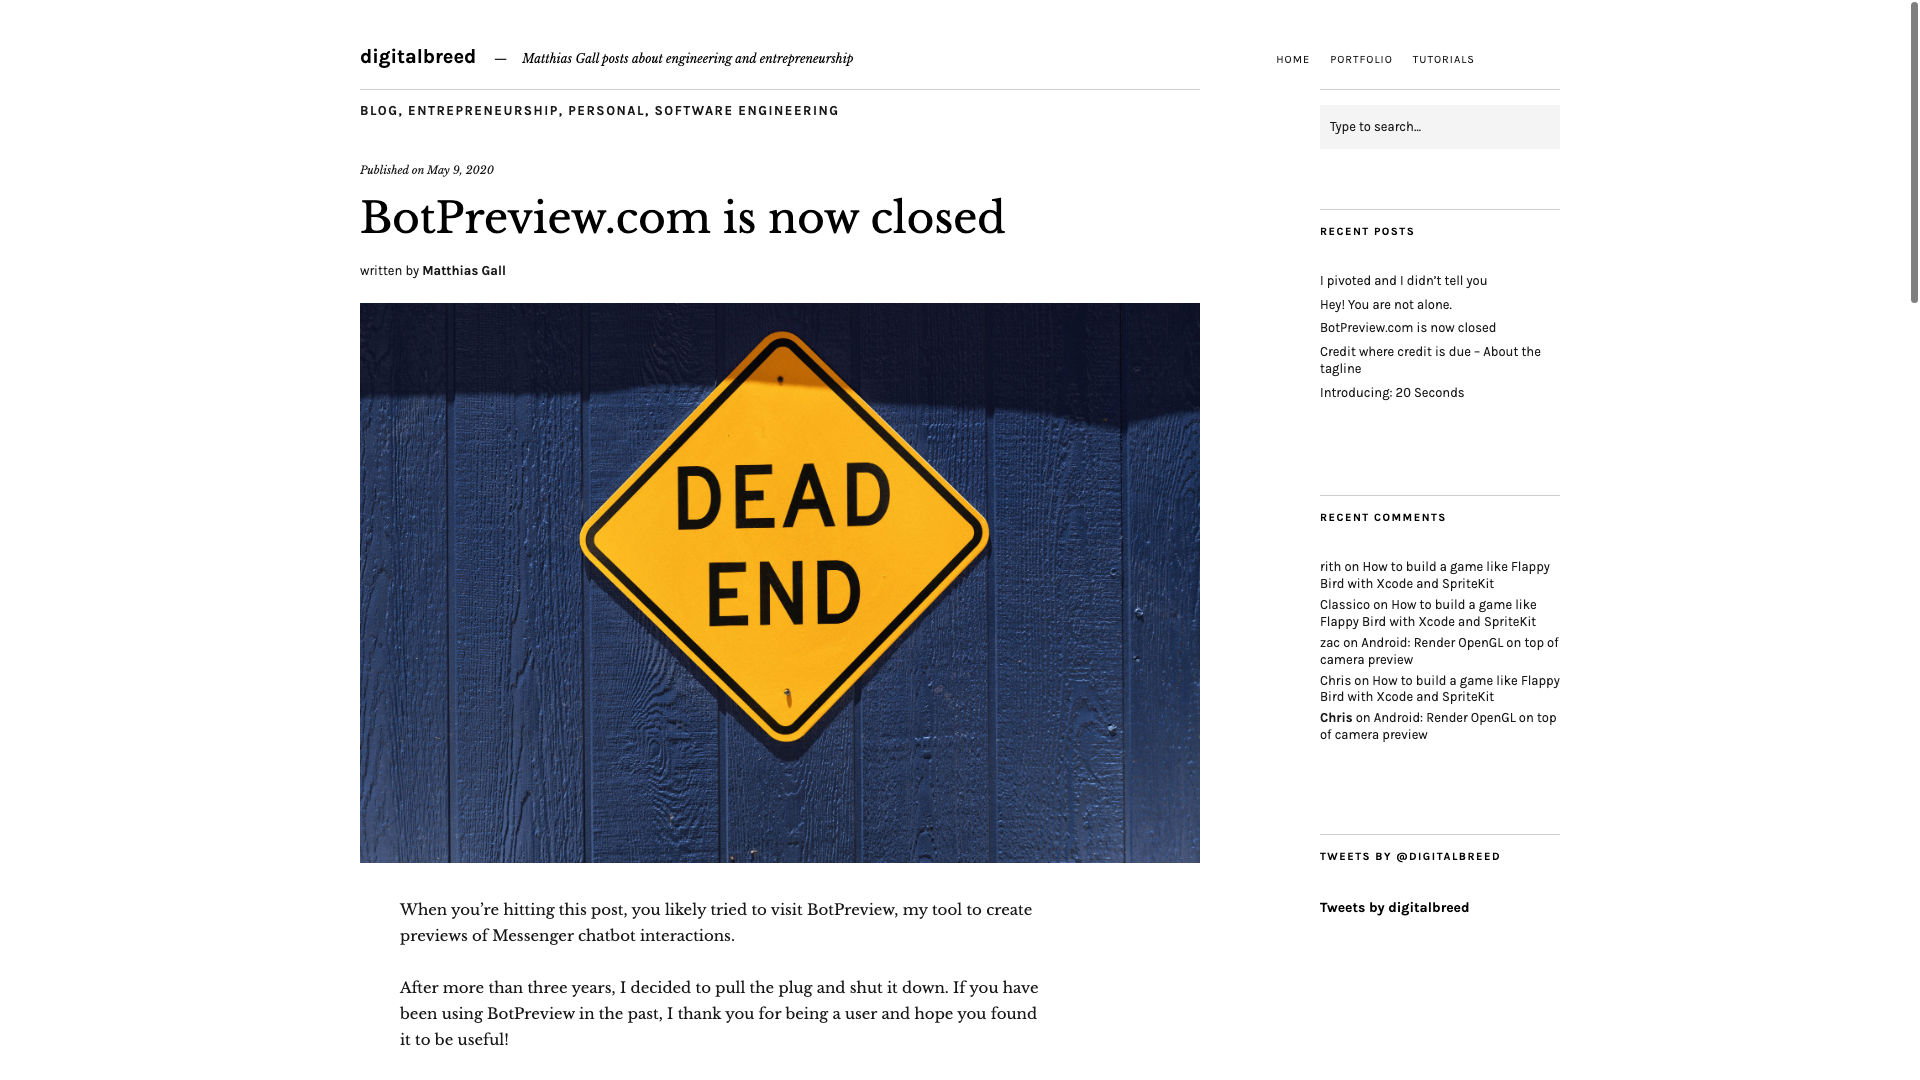 digitalbreed — Matthias Gall posts about engineering and entrepreneurship
HOME PORTFOLIO TUTORIALS
BLOG, ENTREPRENEURSHIP, PERSONAL, SOFTWARE ENGINEERING
Published on May 9, 2020
BotPreview.com is now closed
written by Matthias Gall
DEAD
END
When you’re hitting this post, you likely tried to visit BotPreview, my tool to create
previews of Messenger chatbot interactions.
After more than three years, I decided to pull the plug and shut it down. If you have
been using BotPreview in the past, I thank you for being a user and hope you found
it to be useful!
Type to search…
RECENT POSTS
I pivoted and I didn’t tell you
Hey! You are not alone.
BotPreview.com is now closed
Credit where credit is due – About the
tagline
Introducing: 20 Seconds
RECENT COMMENTS
rith on How to build a game like Flappy
Bird with Xcode and SpriteKit
Classico on How to build a game like
Flappy Bird with Xcode and SpriteKit
zac on Android: Render OpenGL on top of
camera preview
Chris on How to build a game like Flappy
Bird with Xcode and SpriteKit
Chris on Android: Render OpenGL on top
of camera preview
TWEETS BY @DIGITALBREED
Tweets by digitalbreed